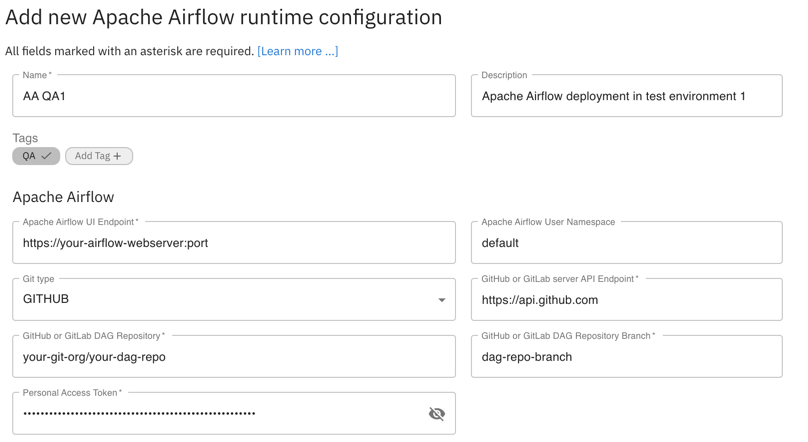 Add new Apache Airflow runtime configuration
All fields marked with an asterisk are required. [Learn more ...]
Name *
Description
AA QA1
Apache Airflow deployment in test environment 1
Tags
QA
Add Tag +
Apache Airflow
Apache Airflow UI Endpoint *
Apache Airflow User Namespace
https://your-airflow-webserver:port
default
Git type
GitHub or GitLab server API Endpoint *
GITHUB
https://api.github.com
GitHub or GitLab DAG Repository *
GitHub or GitLab DAG Repository Branch *
your-git-org/your-dag-repo
dag-repo-branch
Personal Access Token *